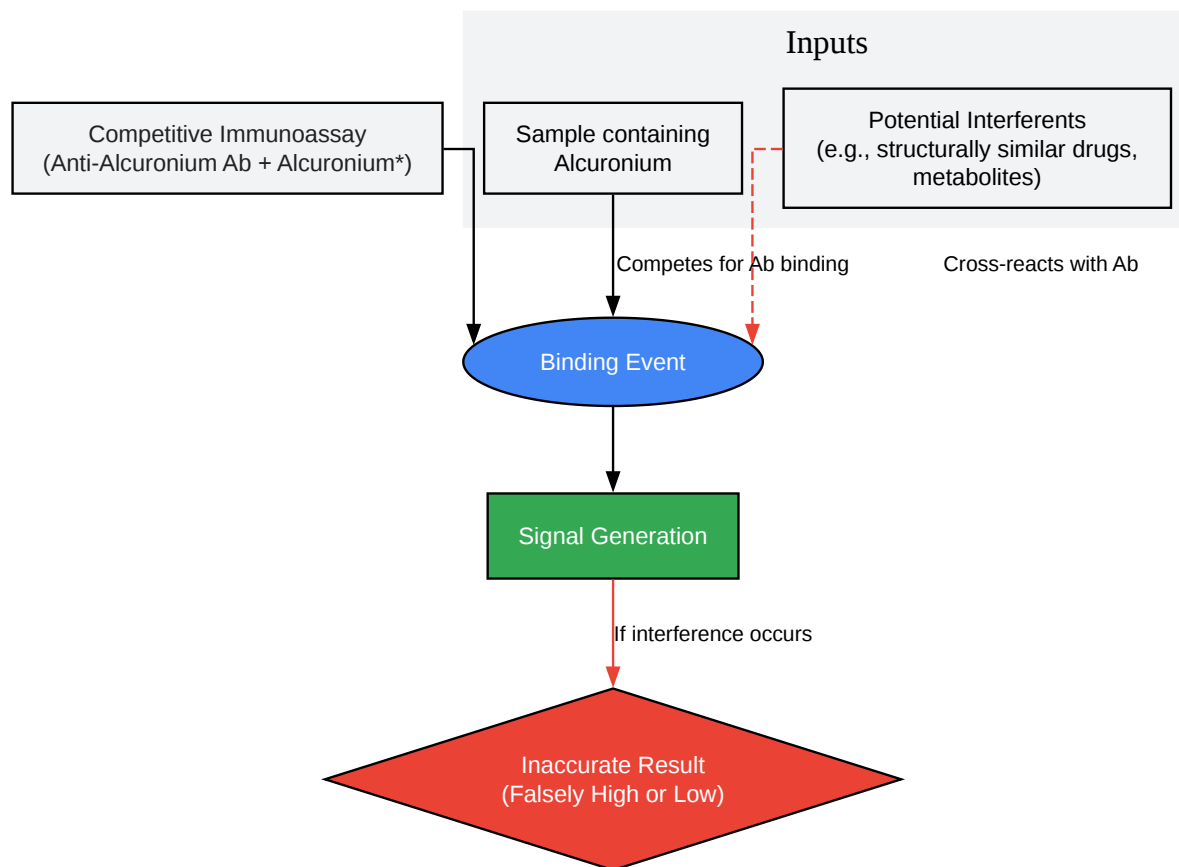 Inputs
Competitive Immunoassay
(Anti-Alcuronium Ab + Alcuronium*)
Sample containing
Alcuronium
Potential Interferents
(e.g., structurally similar drugs,
metabolites)
Competes for Ab binding
Cross-reacts with Ab
Binding Event
Signal Generation
If interference occurs
Inaccurate Result
(Falsely High or Low)